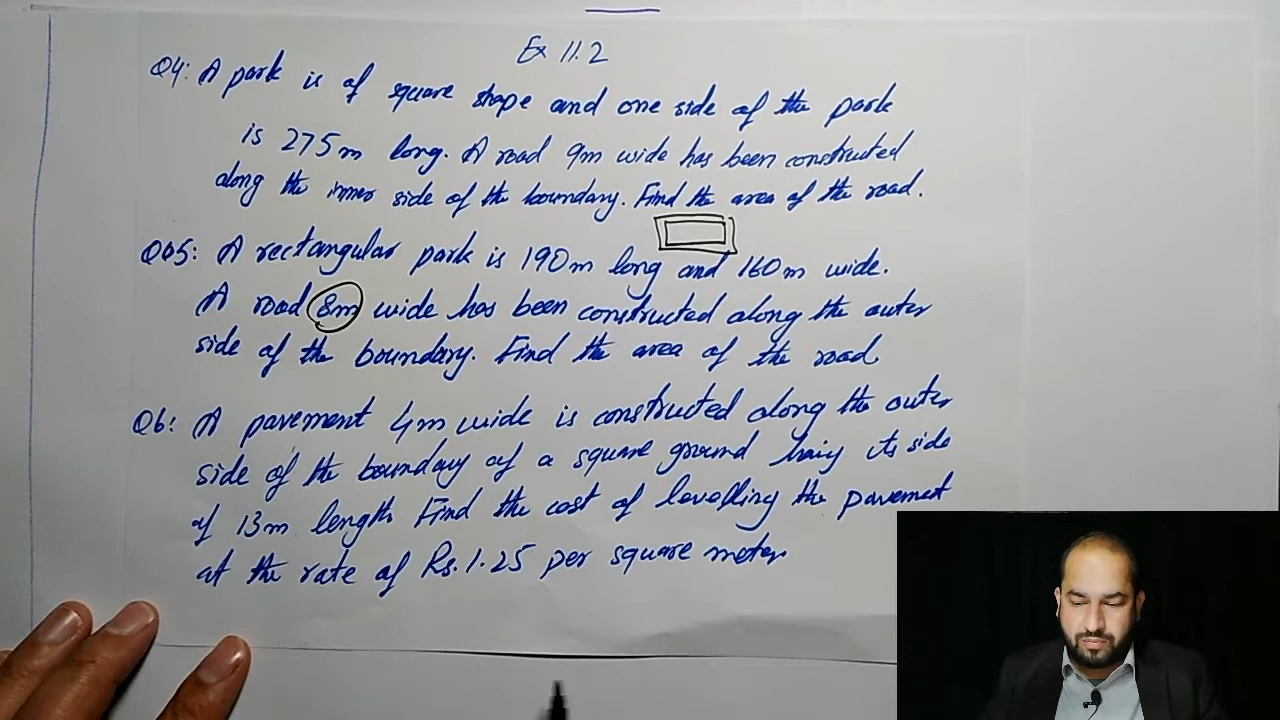 Ex 11.2
Q4: A park is of square shape and one side of the park
is 275m long. A road 9m wide has been constructed
along the inner side of the boundary. Find the area of the road.
Q05: A rectangular park is 190m long and 160m wide.
A road 8m wide has been constructed along the outer
side of the boundary. Find the area of the road.
Q6: A pavement 4m wide is constructed along the outer
side of the boundary of a square ground haing its side
of 13m length. Find the cost of levelling the pavement
at the rate of Rs. 1.25 per square meter